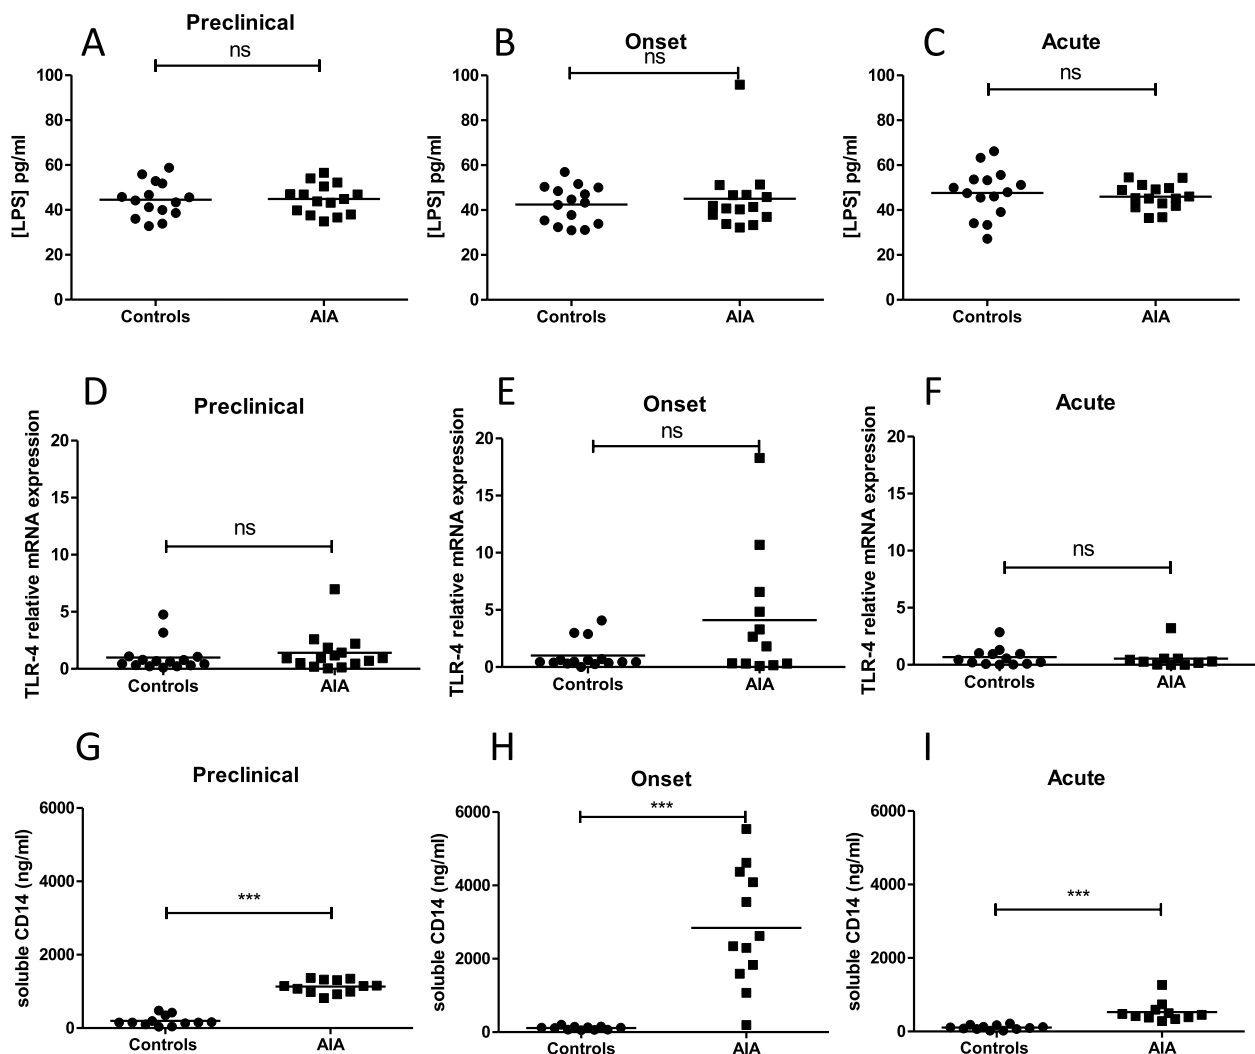 A
Preclinical
ns
[LPS] pg/ml
100
80
60
40
20
0
Controls
AIA
B
Onset
ns
[LPS] pg/ml
100
80
60
40
20
0
Controls
AIA
C
Acute
ns
[LPS] pg/ml
100
80
60
40
20
0
Controls
AIA
D
Preclinical
ns
TLR-4 relative mRNA expression
20
15
10
5
0
Controls
AIA
E
Onset
ns
TLR-4 relative mRNA expression
20
15
10
5
0
Controls
AIA
F
Acute
ns
TLR-4 relative mRNA expression
20
15
10
5
0
Controls
AIA
G
Preclinical
***
soluble CD14 (ng/ml)
6000
4000
2000
0
Controls
AIA
H
Onset
***
soluble CD14 (ng/ml)
6000
4000
2000
0
Controls
AIA
I
Acute
***
soluble CD14 (ng/ml)
6000
4000
2000
0
Controls
AIA